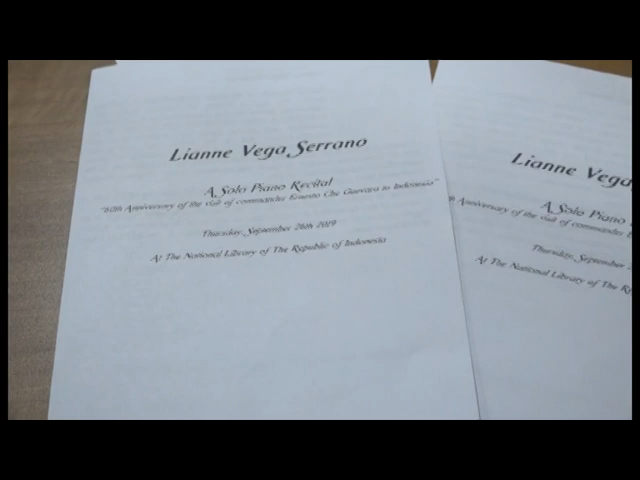 Lianne Vega Serrano
A Solo Piano Recital
"60th Anniversary of the visit of commandes Ernesto Che Guevara to Indonesia"
Thursday, September 26th 2019
At The National Library of The Republic of Indonesia
Lianne Vega
A Solo Piano
Anniversary of the visit of commandes
Thursday, September
At The National Library of The